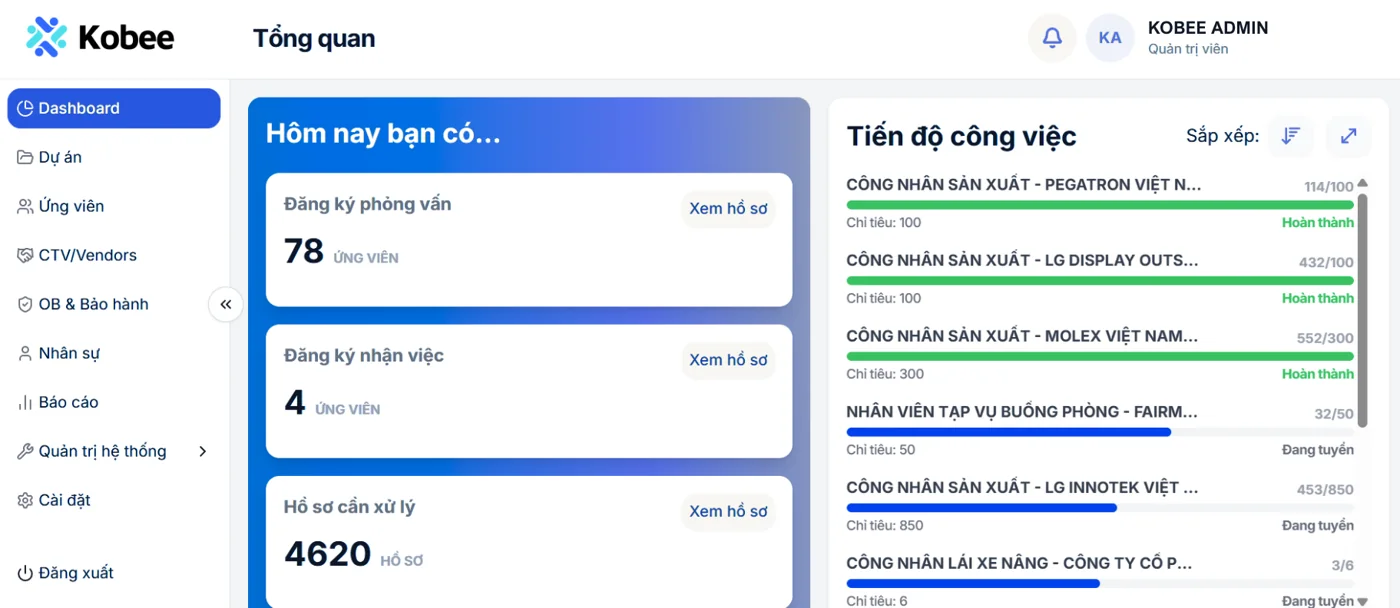 Kobee
Tổng quan
KA
KOBEE ADMIN
Quản trị viên
Dashboard
Dự án
Ứng viên
CTV/Vendors
OB & Bảo hành
Nhân sự
Báo cáo
Quản trị hệ thống
Cài đặt
Đăng xuất
Hôm nay bạn có...
Đăng ký phỏng vấn
Xem hồ sơ
78 ỨNG VIÊN
Đăng ký nhận việc
Xem hồ sơ
4 ỨNG VIÊN
Hồ sơ cần xử lý
Xem hồ sơ
4620 HỒ SƠ
Tiến độ công việc
Sắp xếp:
CÔNG NHÂN SẢN XUẤT - PEGATRON VIỆT N...
114/100
Chỉ tiêu: 100
Hoàn thành
CÔNG NHÂN SẢN XUẤT - LG DISPLAY OUTS...
432/100
Chỉ tiêu: 100
Hoàn thành
CÔNG NHÂN SẢN XUẤT - MOLEX VIỆT NAM...
552/300
Chỉ tiêu: 300
Hoàn thành
NHÂN VIÊN TẠP VỤ BUỒNG PHÒNG - FAIRM...
32/50
Chỉ tiêu: 50
Đang tuyển
CÔNG NHÂN SẢN XUẤT - LG INNOTEK VIỆT ...
453/850
Chỉ tiêu: 850
Đang tuyển
CÔNG NHÂN LÁI XE NÂNG - CÔNG TY CỔ P...
3/6
Chỉ tiêu: 6
Đang tuyển